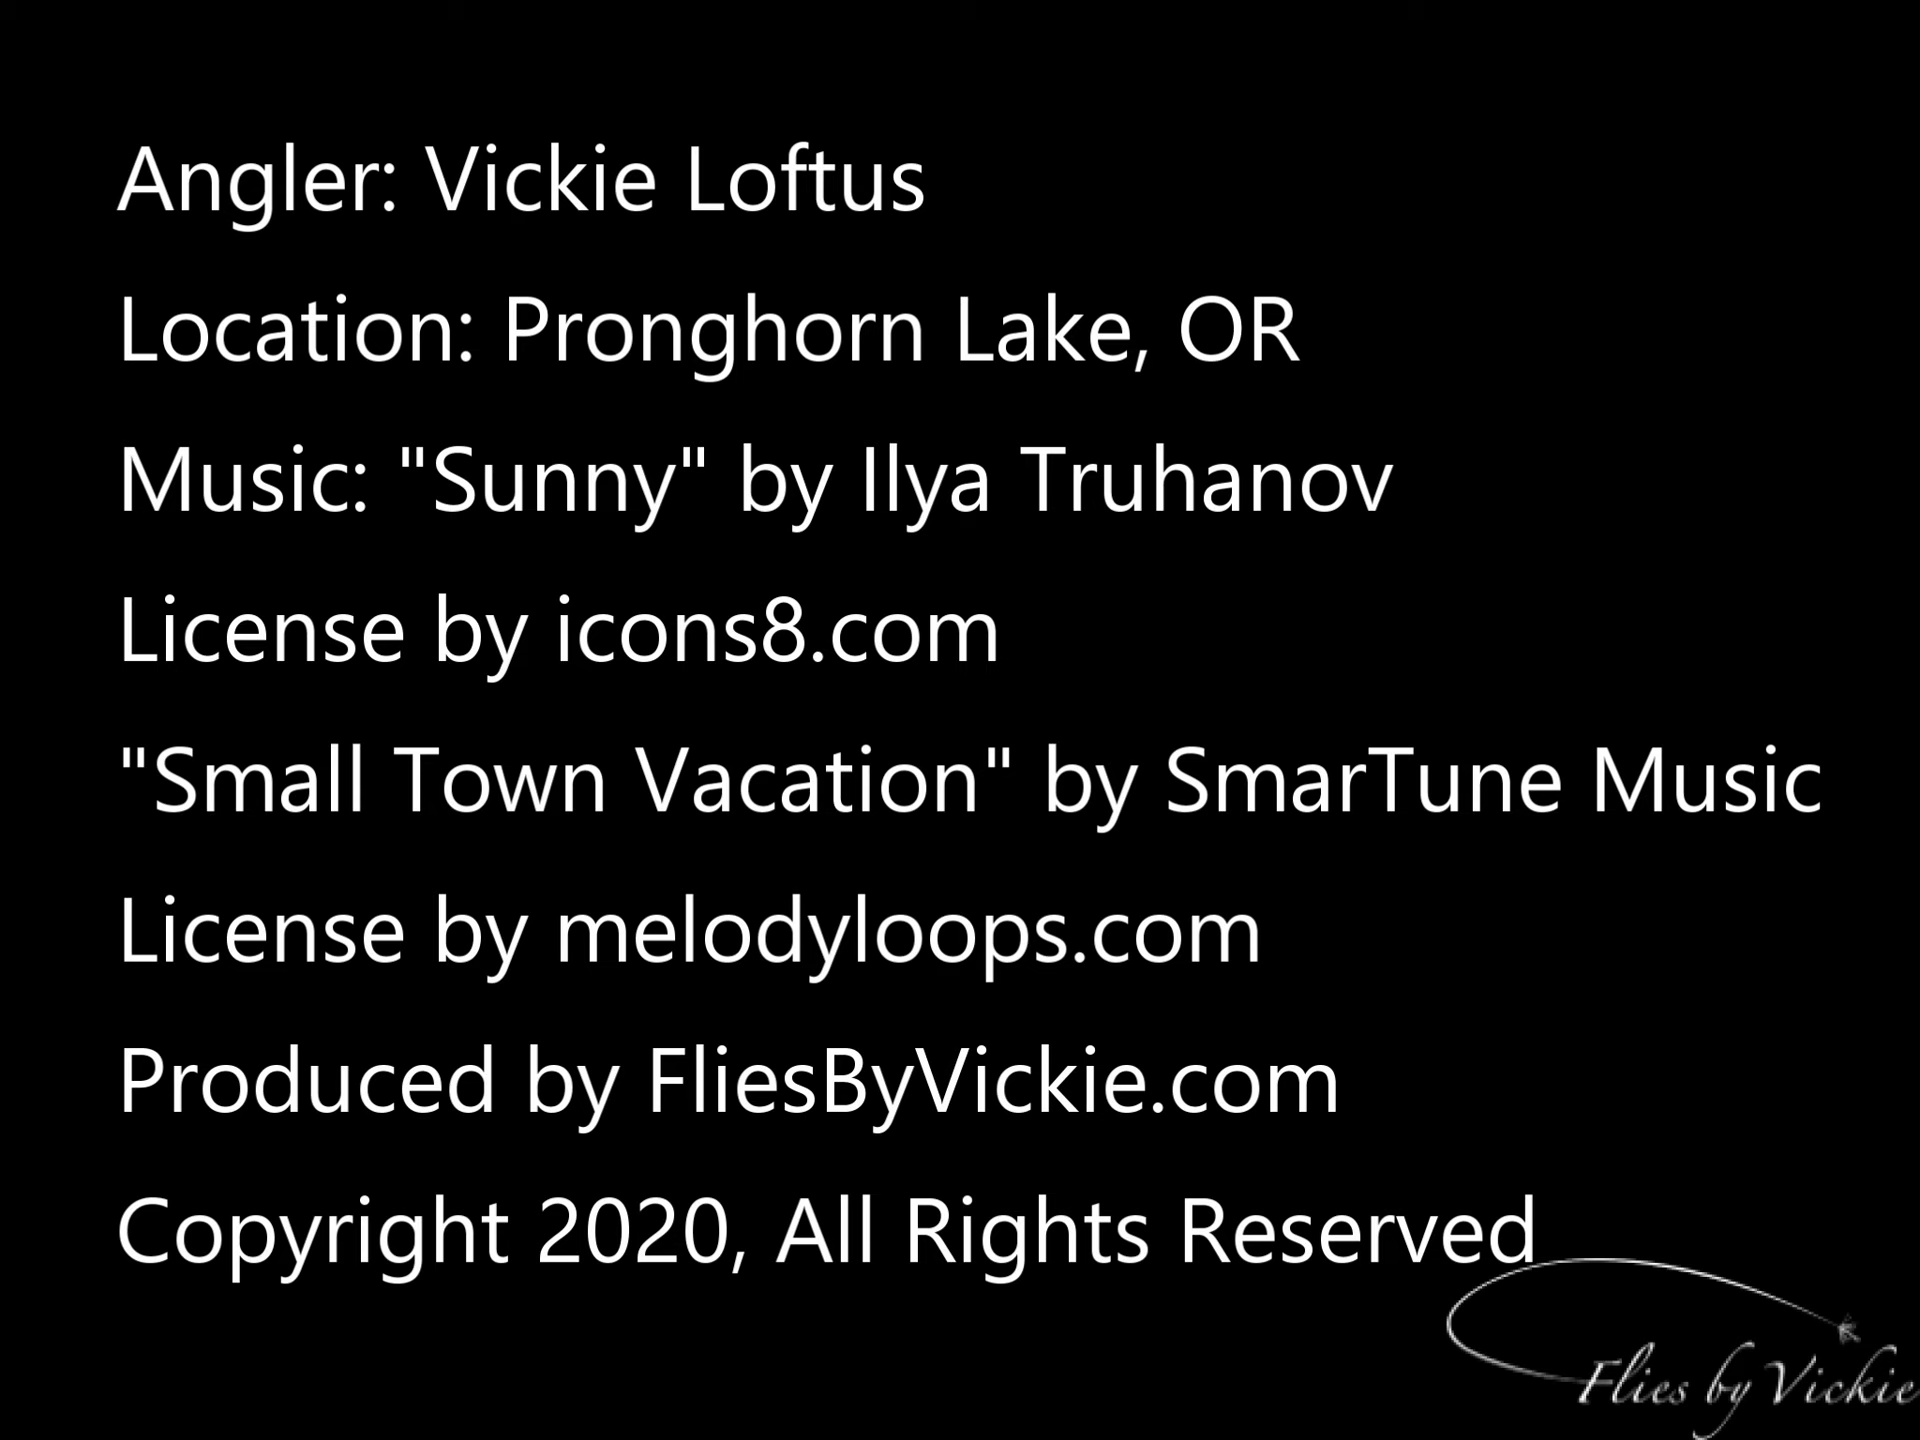 Angler: Vickie Loftus
Location: Pronghorn Lake, OR
Music: "Sunny" by Ilya Truhanov
License by icons8.com
"Small Town Vacation" by SmarTune Music
License by melodyloops.com
Produced by FliesByVickie.com
Copyright 2020, All Rights Reserved
Flies by Vickie